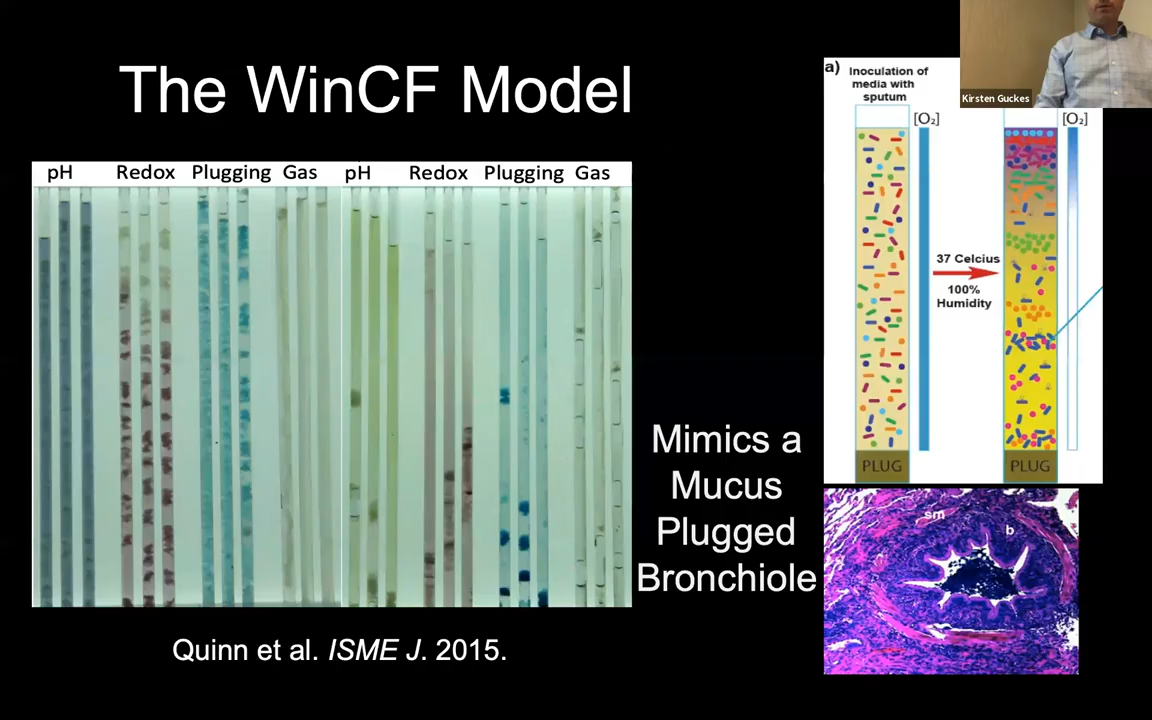 The WinCF Model
pH Redox Plugging Gas pH Redox Plugging Gas
Quinn et al. ISME J. 2015.
Mimics a
Mucus
Plugged
Bronchiole
a) Inoculation of
media with
sputum
[O₂]
[O₂]
37 Celcius
100%
Humidity
PLUG
PLUG
sm
b
Kirsten Guckes